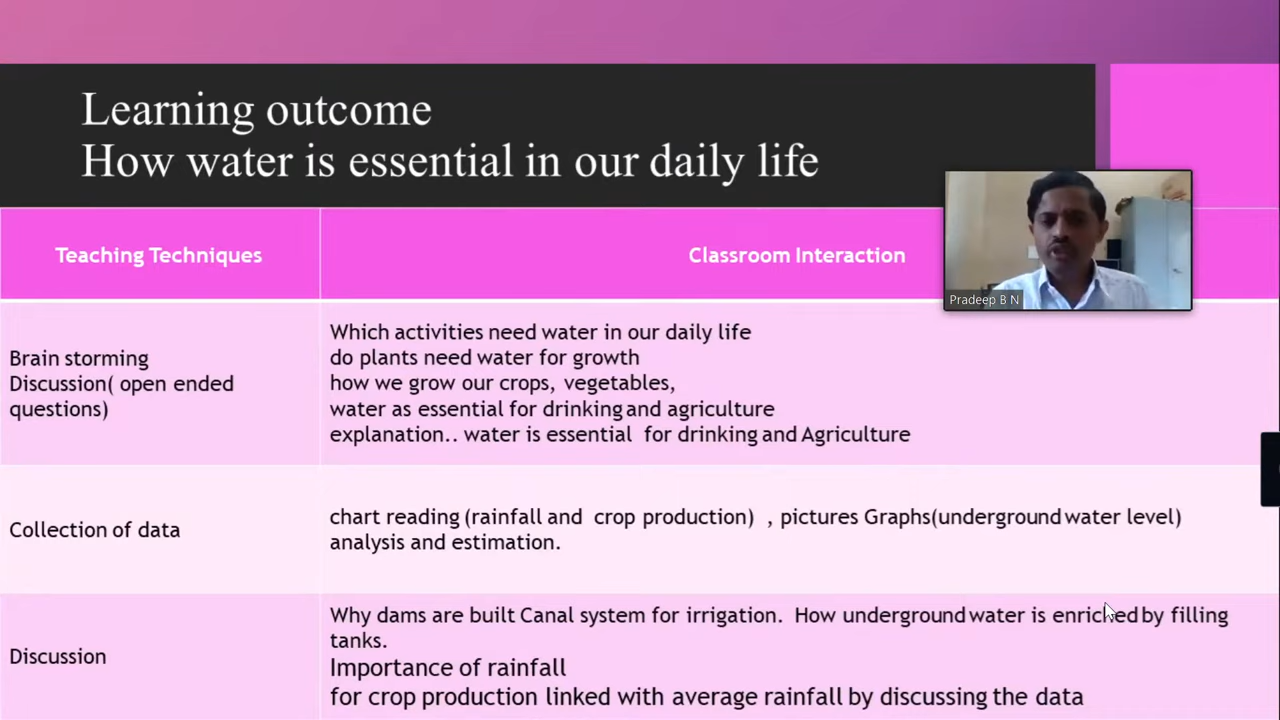 Learning outcome
How water is essential in our daily life
Teaching Techniques
Classroom Interaction
Pradeep B N
Brain storming
Discussion( open ended
questions)
Which activities need water in our daily life
do plants need water for growth
how we grow our crops, vegetables,
water as essential for drinking and agriculture
explanation.. water is essential for drinking and Agriculture
Collection of data
chart reading (rainfall and crop production) , pictures Graphs(underground water level)
analysis and estimation.
Discussion
Why dams are built Canal system for irrigation. How underground water is enriched by filling
tanks.
Importance of rainfall
for crop production linked with average rainfall by discussing the data